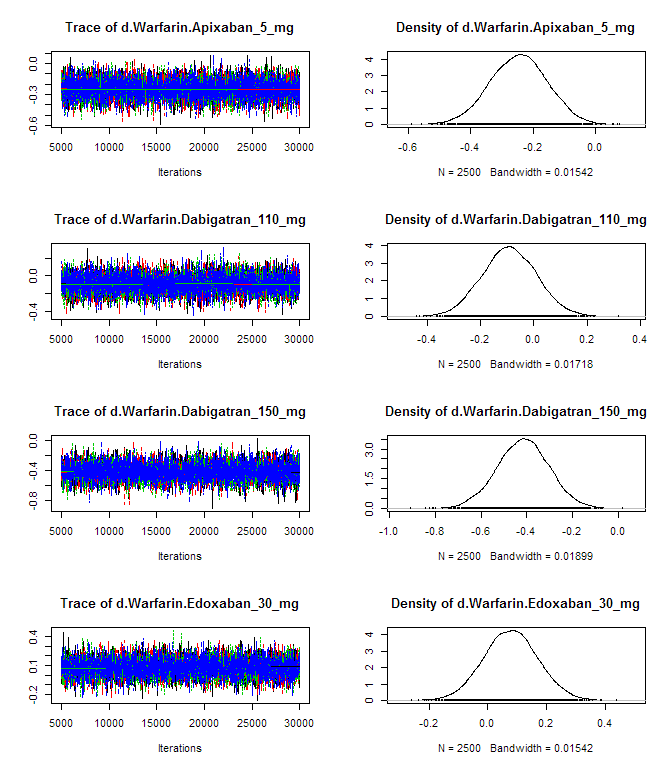 Trace of d.Warfarin.Apixaban_5_mg
0.0
-0.3
-0.6
5000 10000 15000 20000 25000 30000
Iterations
Density of d.Warfarin.Apixaban_5_mg
4
3
2
1
0
-0.6 -0.4 -0.2 0.0
N = 2500 Bandwidth = 0.01542
Trace of d.Warfarin.Dabigatran_110_mg
0.0
-0.4
5000 10000 15000 20000 25000 30000
Iterations
Density of d.Warfarin.Dabigatran_110_mg
4
3
2
1
0
-0.4 -0.2 0.0 0.2 0.4
N = 2500 Bandwidth = 0.01718
Trace of d.Warfarin.Dabigatran_150_mg
0.0
-0.4
-0.8
5000 10000 15000 20000 25000 30000
Iterations
Density of d.Warfarin.Dabigatran_150_mg
3.0
1.5
0.0
-1.0 -0.8 -0.6 -0.4 -0.2 0.0
N = 2500 Bandwidth = 0.01899
Trace of d.Warfarin.Edoxaban_30_mg
0.4
0.1
-0.2
5000 10000 15000 20000 25000 30000
Iterations
Density of d.Warfarin.Edoxaban_30_mg
4
3
2
1
0
-0.2 0.0 0.2 0.4
N = 2500 Bandwidth = 0.01542